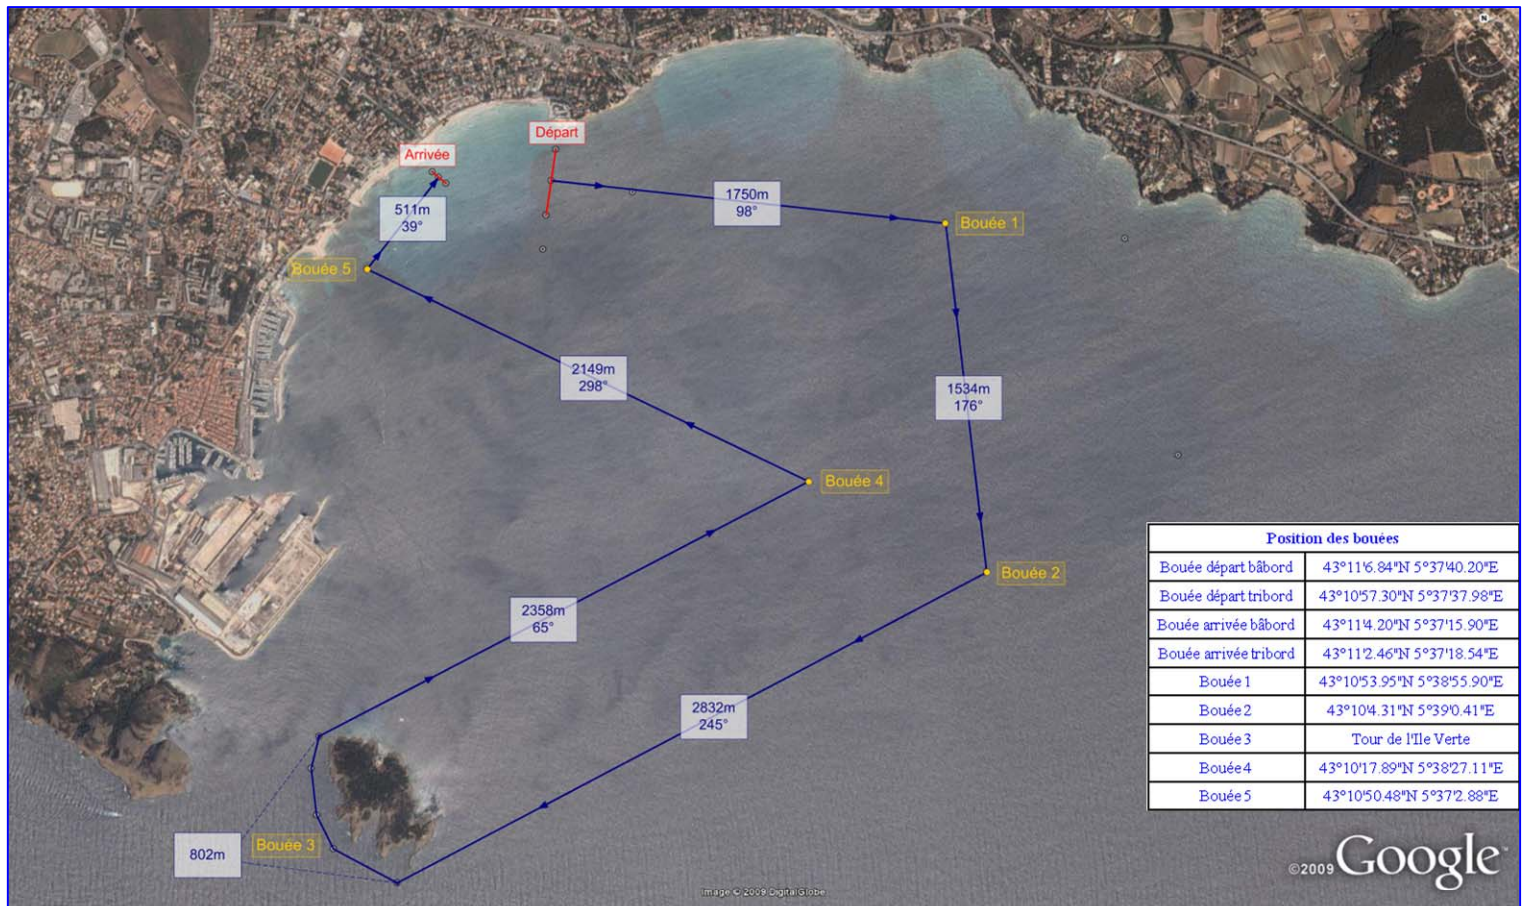 Départ
Arrivée
1750m
98°
511m
39°
Bouée 1
Bouée 5
2149m
298°
1534m
176°
Bouée 4
Bouée 2
2358m
65°
2832m
245°
Bouée 3
802m
Position des bouées
Bouée départ bâbord 43°11'6.84"N 5°37'40.20"E
Bouée départ tribord 43°10'57.30"N 5°37'37.98"E
Bouée arrivée bâbord 43°11'4.20"N 5°37'15.90"E
Bouée arrivée tribord 43°11'2.46"N 5°37'18.54"E
Bouée 1 43°10'53.95"N 5°38'55.90"E
Bouée 2 43°10'4.31"N 5°39'0.41"E
Bouée 3 Tour de l'Ile Verte
Bouée 4 43°10'17.89"N 5°38'27.11"E
Bouée 5 43°10'50.48"N 5°37'2.88"E
©2009 Google™
Image © 2009 DigitalGlobe
N